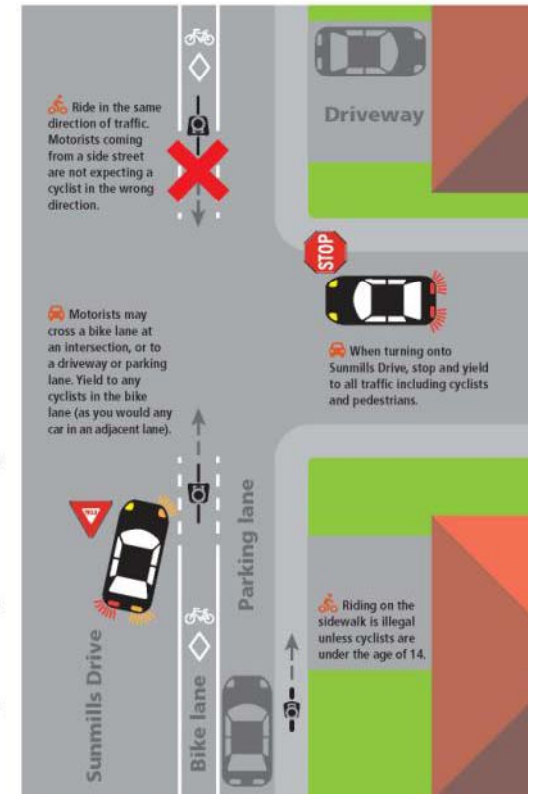 Ride in the same
direction of traffic.
Motorists coming
from a side street
are not expecting a
cyclist in the wrong
direction.
Driveway
STOP
Motorists may
cross a bike lane at
an intersection, or to
a driveway or parking
lane. Yield to any
cyclists in the bike
lane (as you would any
car in an adjacent lane).
When turning onto
Sunmills Drive, stop and yield
to all traffic including cyclists
and pedestrians.
Parking lane
Riding on the
sidewalk is illegal
unless cyclists are
under the age of 14.
Sunmills Drive
Bike lane